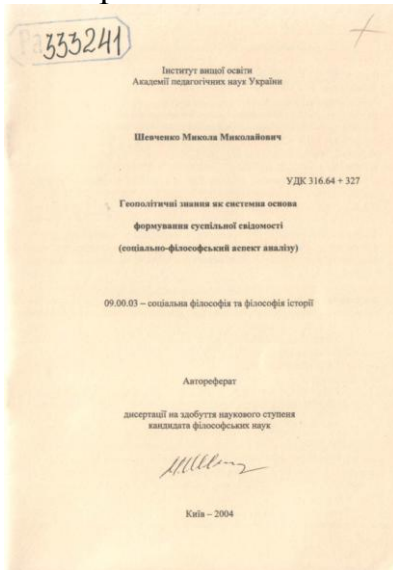 333241
Інститут вищої освіти
Академії педагогічних наук України
Шевченко Микола Миколайович
УДК 316.64 + 327
Геополітичні знання як системна основа
формування суспільної свідомості
(соціально-філософський аспект аналізу)
09.00.03 – соціальна філософія та філософія історії
Автореферат
дисертації на здобуття наукового ступеня
кандидата філософських наук
Київ – 2004